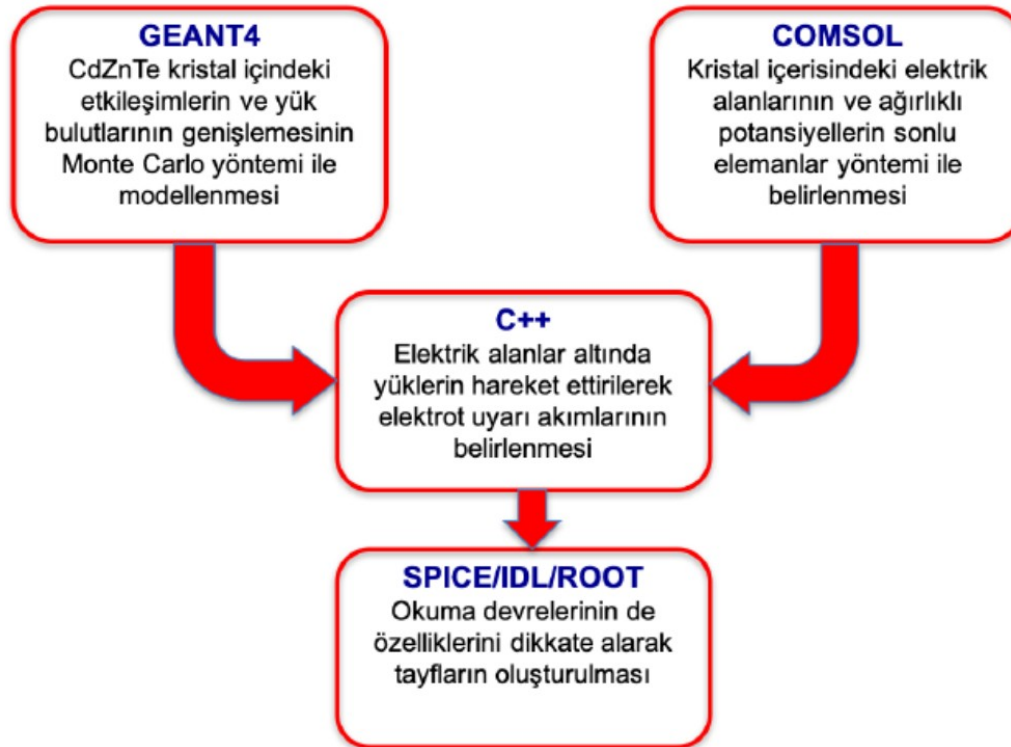 GEANT4
CdZnTe kristal içindeki
etkileşimlerin ve yük
bulutlarının genişlemesinin
Monte Carlo yöntemi ile
modellenmesi
COMSOL
Kristal içerisindeki elektrik
alanlarının ve ağırlıklı
potansiyellerin sonlu
elemanlar yöntemi ile
belirlenmesi
C++
Elektrik alanlar altında
yüklerin hareket ettirilerek
elektrot uyarı akımlarının
belirlenmesi
SPICE/IDL/ROOT
Okuma devrelerinin de
özelliklerini dikkate alarak
tayfların oluşturulması